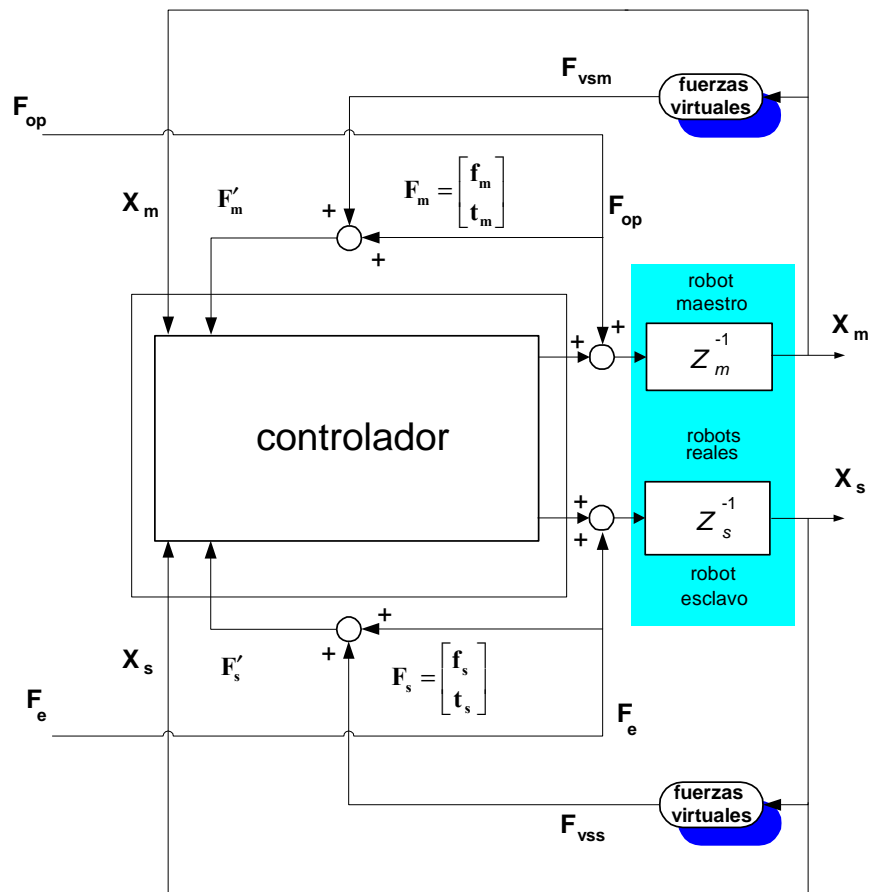 F_vsm
fuerzas
virtuales
F_op
X_m
F′_m
F_m = [f_m
t_m]
F_op
+
+
robot
maestro
X_m
+
+
Z_m^-1
controlador
robots
reales
X_s
+
+
Z_s^-1
robot
esclavo
+
+
X_s
F′_s
F_s = [f_s
t_s]
F_e
F_e
fuerzas
virtuales
F_vss